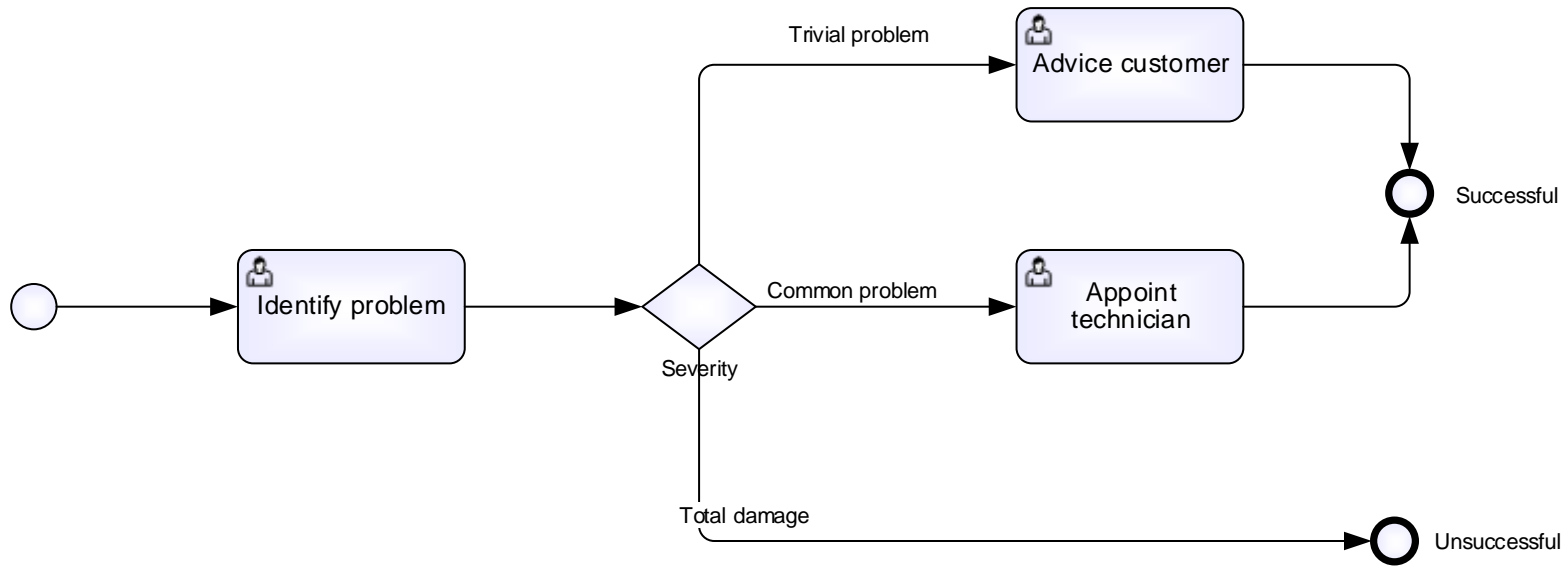 Trivial problem
Advice customer
Successful
Identify problem
Common problem
Appoint
technician
Severity
Total damage
Unsuccessful